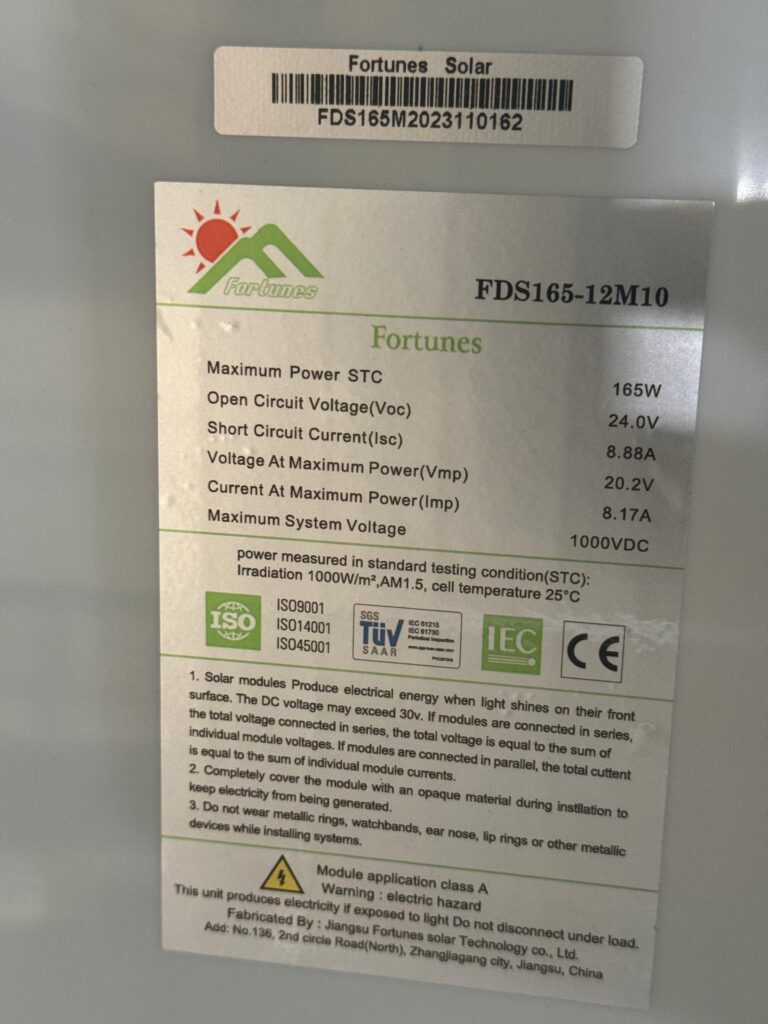 Fortunes Solar
FDS165M2023110162
Fortunes
FDS165-12M10
Fortunes
Maximum Power STC 165W
Open Circuit Voltage(Voc) 24.0V
Short Circuit Current(Isc) 8.88A
Voltage At Maximum Power(Vmp) 20.2V
Current At Maximum Power(Imp) 8.17A
Maximum System Voltage 1000VDC
power measured in standard testing condition(STC):
Irradiation 1000W/m²,AM1.5, cell temperature 25°C
ISO
ISO9001
ISO14001
ISO45001
SGS
TÜV
SAAR
IEC 61215
IEC 61730
Periodical Inspection
IEC
CE
1. Solar modules Produce electrical energy when light shines on their front
surface. The DC voltage may exceed 30v. If modules are connected in series,
the total voltage connected in series, the total voltage is equal to the sum of
individual module voltages. If modules are connected in parallel, the total cuttent
is equal to the sum of individual module currents.
2. Completely cover the module with an opaque material during instllation to
keep electricity from being generated.
3. Do not wear metallic rings, watchbands, ear nose, lip rings or other metallic
devices while installing systems.
Module application class A
Warning : electric hazard
This unit produces electricity if exposed to light Do not disconnect under load.
Fabricated By : Jiangsu Fortunes solar Technology co., Ltd.
Add: No.136, 2nd circle Road(North), Zhangjiagang city, Jiangsu, China